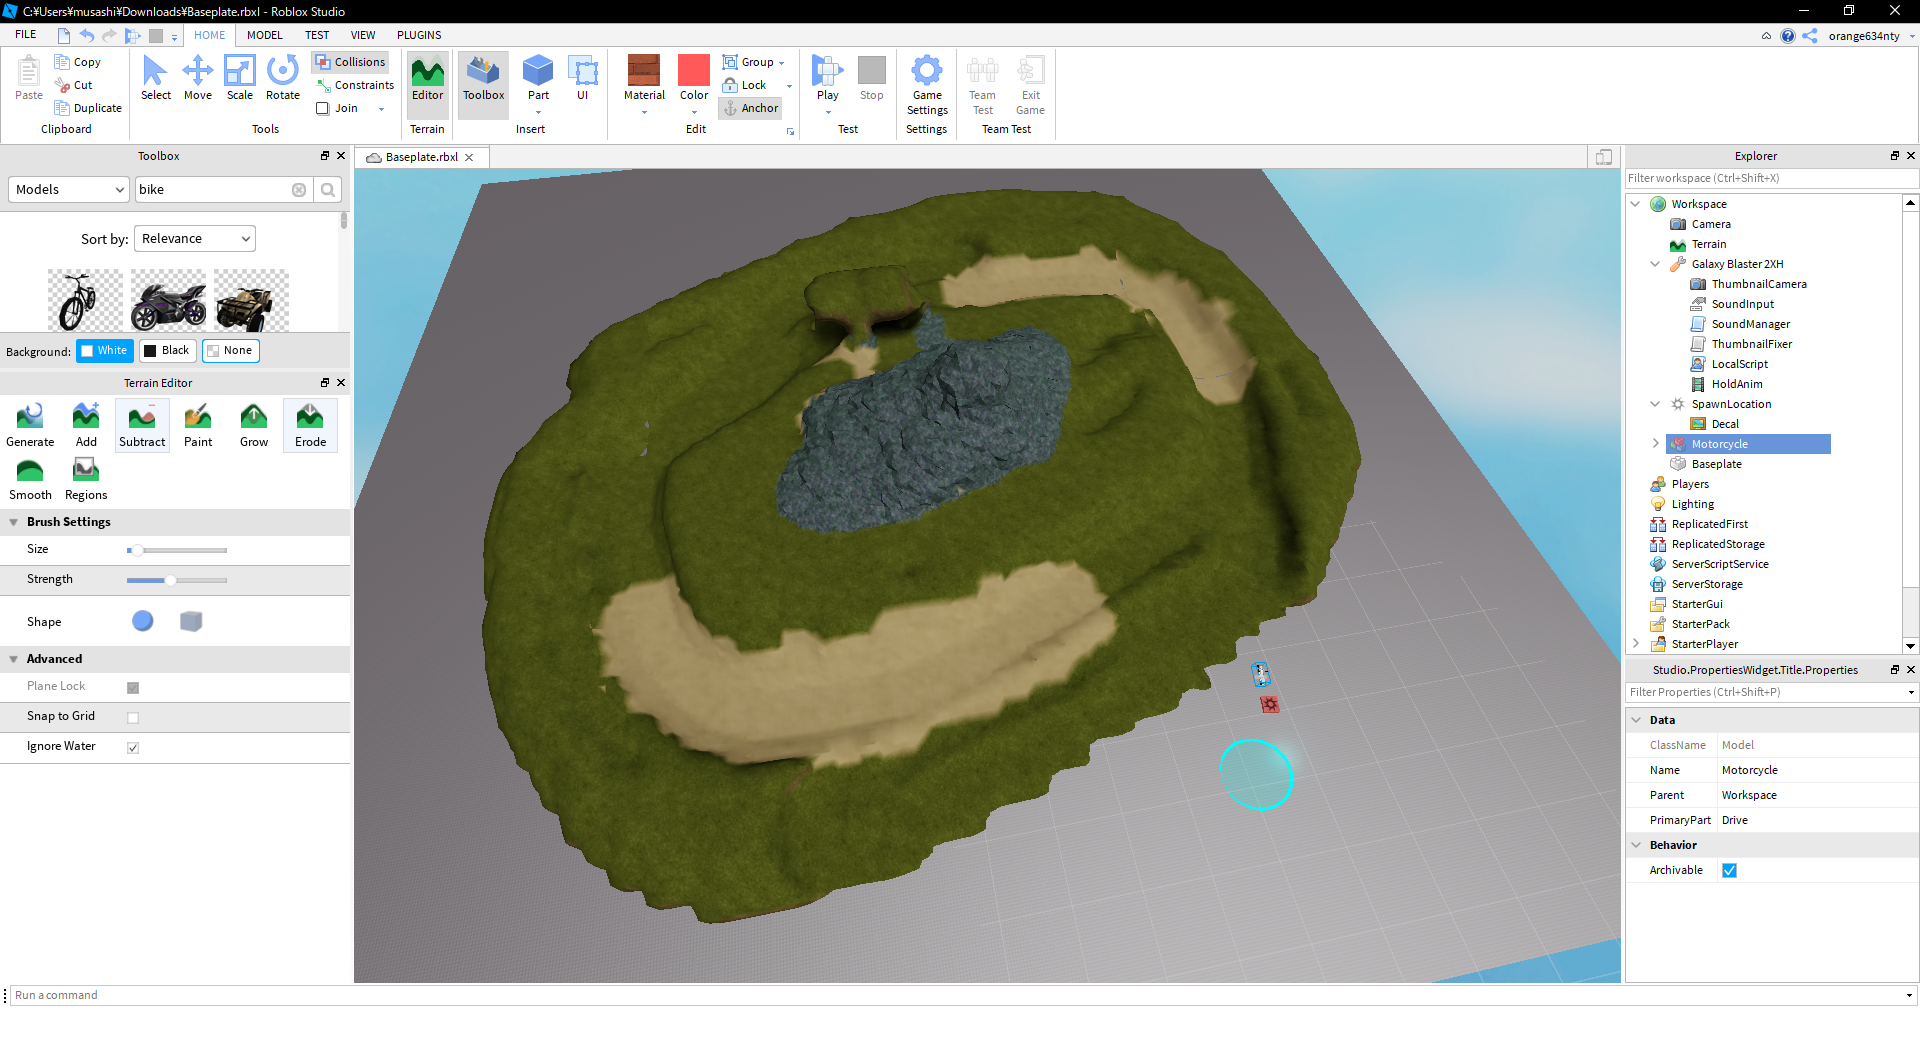 C:¥Users¥musashi¥Downloads¥Baseplate.rbxl - Roblox Studio
FILE HOME MODEL TEST VIEW PLUGINS orange634nty
Paste
Copy
Cut
Duplicate
Clipboard
Select Move Scale Rotate
Collisions
Constraints
Join
Tools
Editor
Terrain
Toolbox Part UI
Insert
Material Color
Group
Lock
Anchor
Edit
Play Stop
Test
Game Settings
Settings
Team Test
Exit Game
Team Test
Toolbox
Models bike
Sort by: Relevance
Background: White Black None
Terrain Editor
Generate Add Subtract Paint Grow Erode
Smooth Regions
Brush Settings
Size
Strength
Shape
Advanced
Plane Lock
Snap to Grid
Ignore Water
Baseplate.rbxl
Explorer
Filter workspace (Ctrl+Shift+X)
Workspace
Camera
Terrain
Galaxy Blaster 2XH
ThumbnailCamera
SoundInput
SoundManager
ThumbnailFixer
LocalScript
HoldAnim
SpawnLocation
Decal
Motorcycle
Baseplate
Players
Lighting
ReplicatedFirst
ReplicatedStorage
ServerScriptService
ServerStorage
StarterGui
StarterPack
StarterPlayer
Studio.PropertiesWidget.Title.Properties
Filter Properties (Ctrl+Shift+P)
Data
ClassName Model
Name Motorcycle
Parent Workspace
PrimaryPart Drive
Behavior
Archivable
Run a command